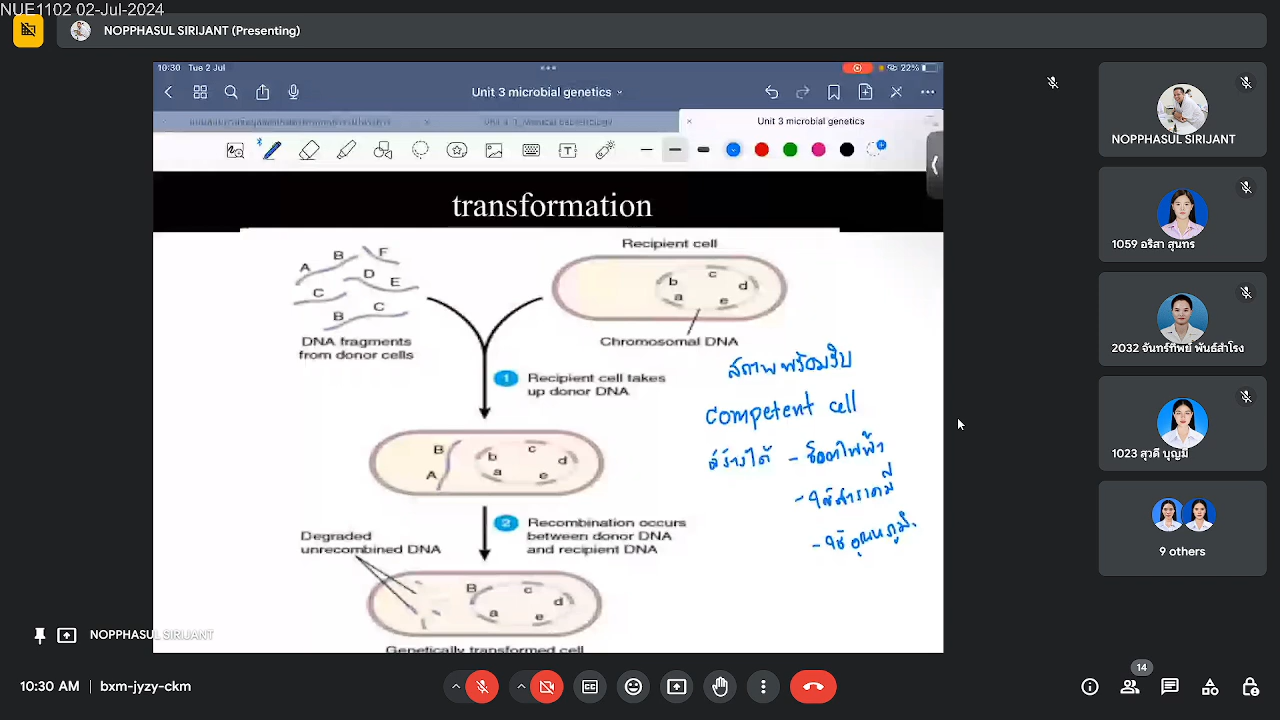 NUE1102 02-Jul-2024
NOPPHASUL SIRIJANT (Presenting)
10:30 Tue 2 Jul
22%
Unit 3 microbial genetics
Unit 3 microbial genetics
transformation
Recipient cell
A B F
D
C E
B C
b c d
a e
DNA fragments
from donor cells
Chromosomal DNA
สภาพพร้อมรับ
1 Recipient cell takes
up donor DNA
competent cell
สร้างได้ - ช็อตไฟฟ้า
B
A
b c d
a e
- ใช้สารเคมี
2 Recombination occurs
between donor DNA
and recipient DNA
- ใช้อุณหภูมิ
Degraded
unrecombined DNA
B c d
a e
Genetically transformed cell
NOPPHASUL SIRIJANT
1039 อริตา สุนทร
2032 จันทร์ทิพย์ พันธ์สำโรง
1023 สุวดี บุญมี
9 others
NOPPHASUL SIRIJANT
10:30 AM | bxm-jyzy-ckm
14